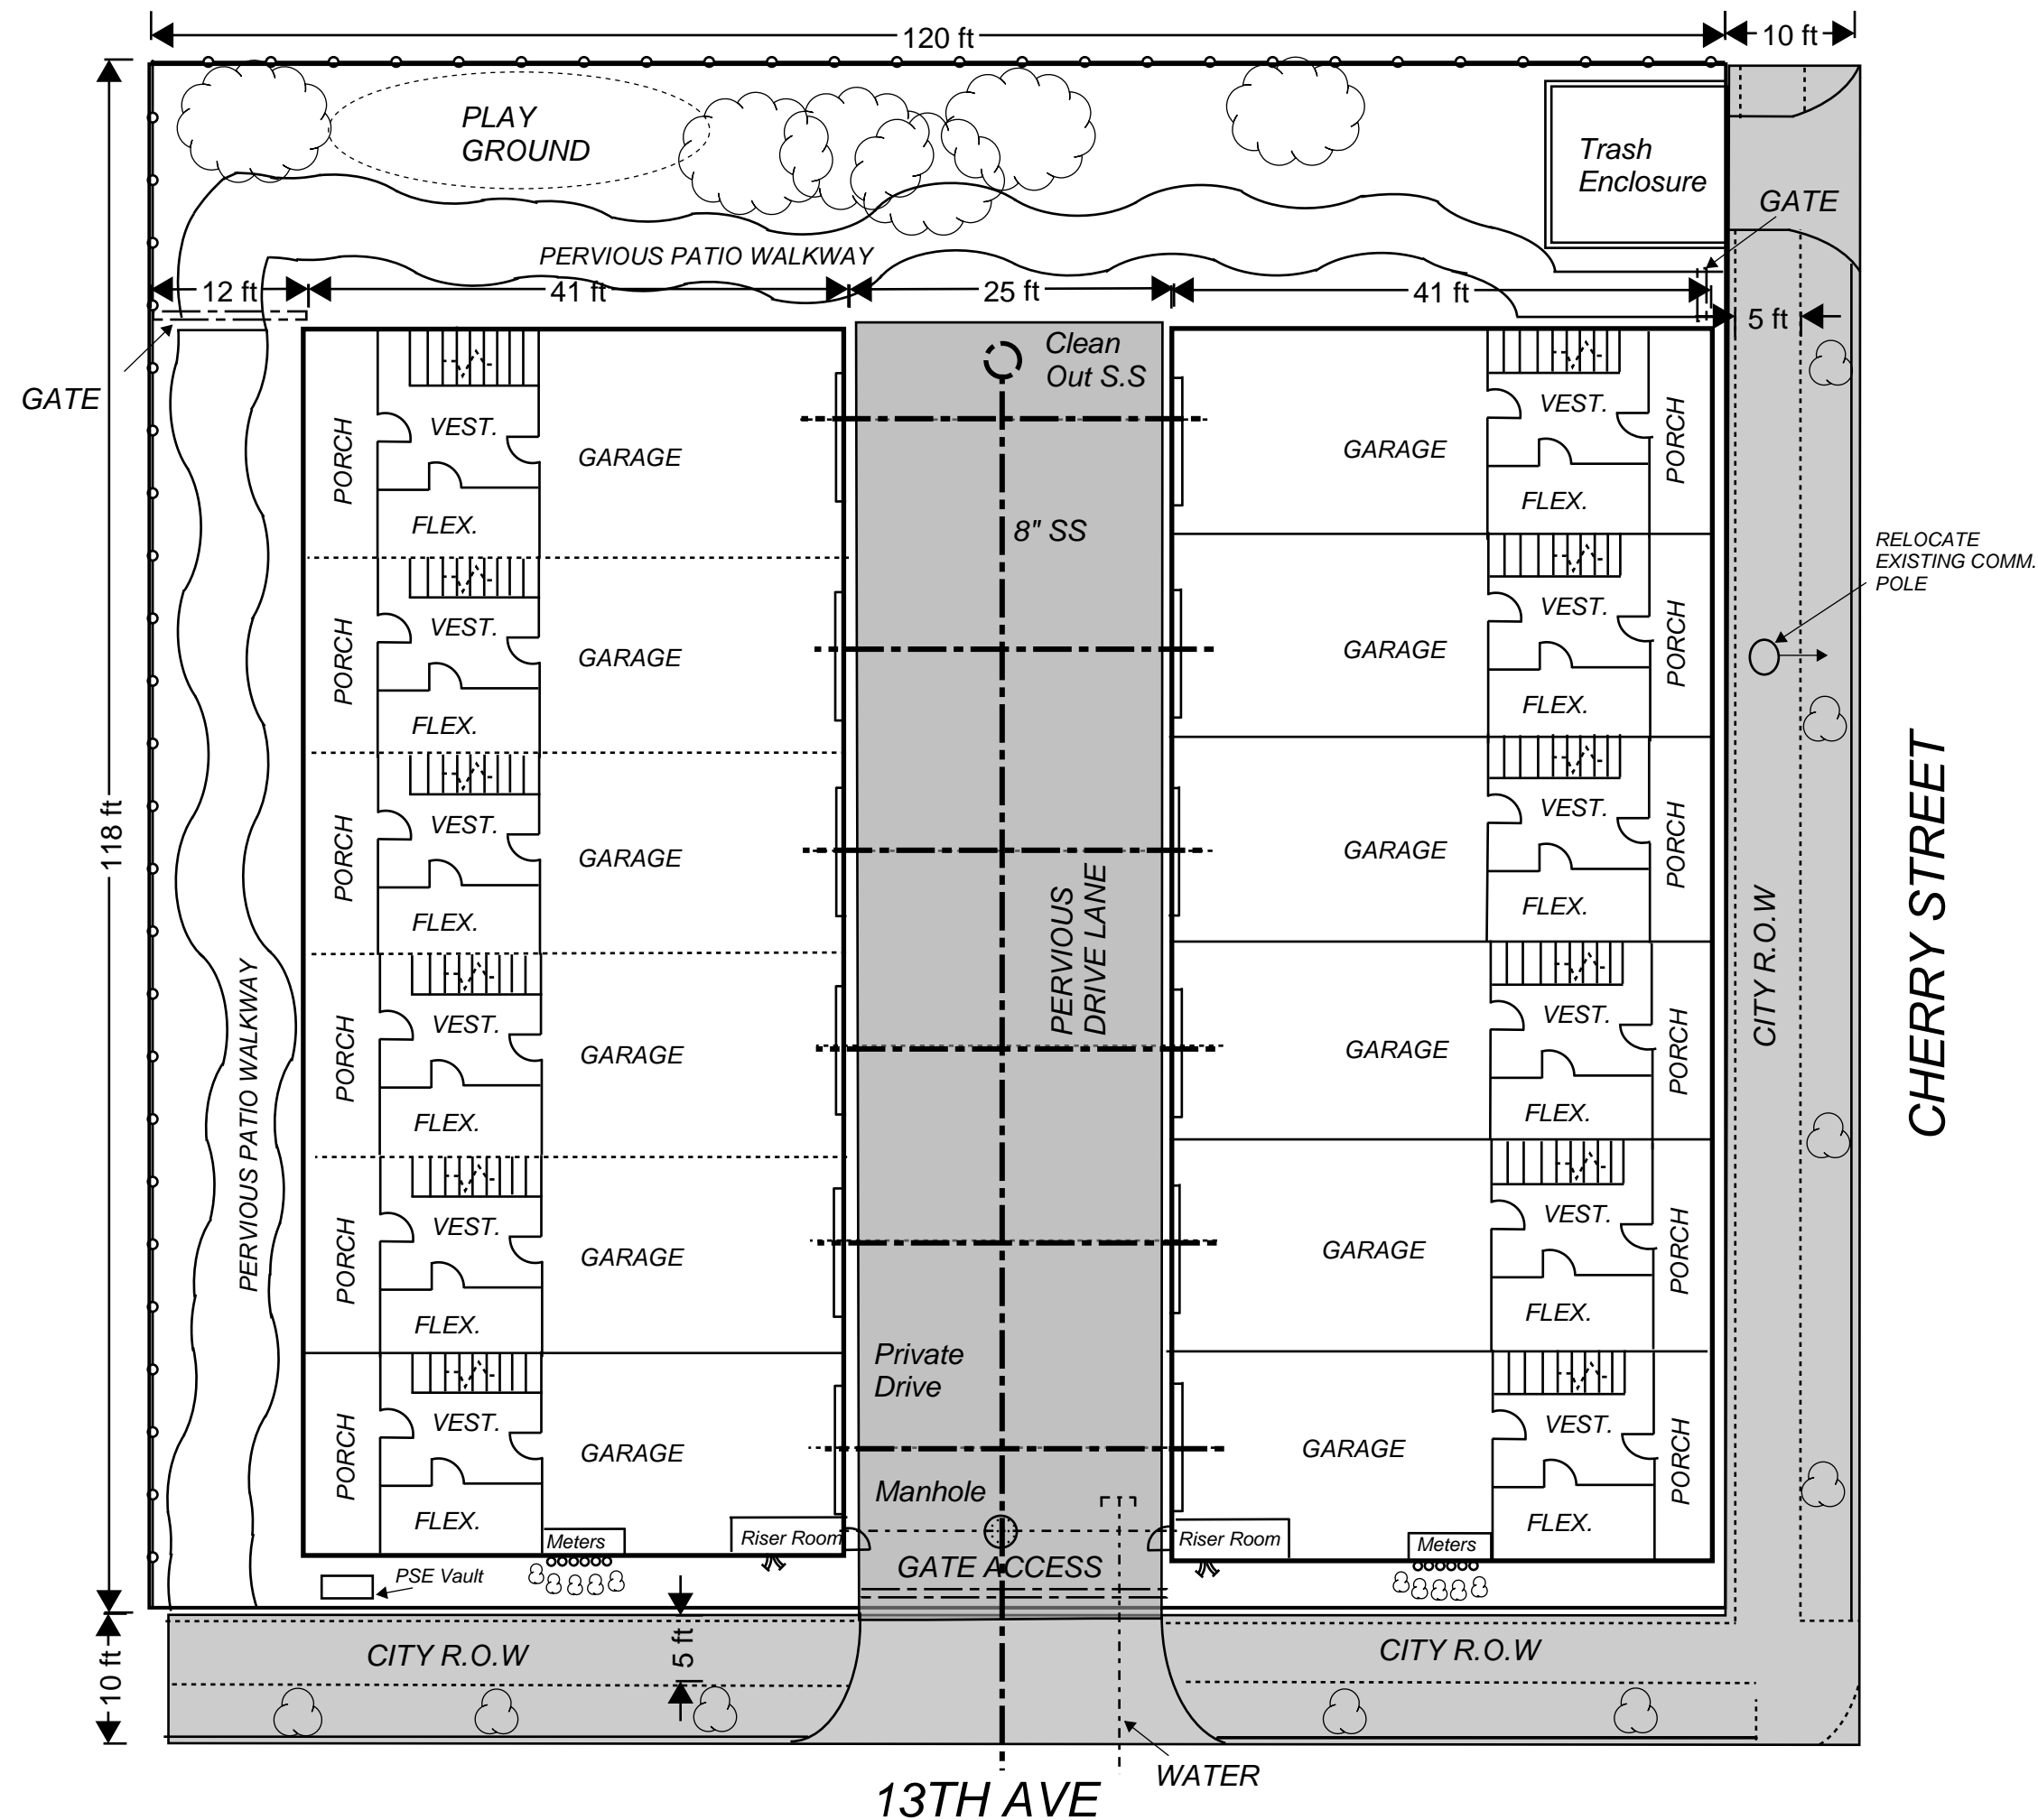 120 ft
10 ft
PLAY
GROUND
Trash
Enclosure
GATE
PERVIOUS PATIO WALKWAY
12 ft
41 ft
25 ft
41 ft
5 ft
GATE
118 ft
Clean
Out S.S
8" SS
PORCH
VEST.
GARAGE
FLEX.
GARAGE
VEST.
PORCH
FLEX.
PORCH
VEST.
GARAGE
FLEX.
GARAGE
VEST.
PORCH
FLEX.
RELOCATE
EXISTING COMM.
POLE
PORCH
VEST.
GARAGE
FLEX.
GARAGE
VEST.
PORCH
FLEX.
PERVIOUS
DRIVE LANE
CITY R.O.W
CHERRY STREET
PERVIOUS PATIO WALKWAY
PORCH
VEST.
GARAGE
FLEX.
GARAGE
VEST.
PORCH
FLEX.
PORCH
VEST.
GARAGE
FLEX.
GARAGE
VEST.
PORCH
FLEX.
Private
Drive
PORCH
VEST.
GARAGE
FLEX.
GARAGE
VEST.
PORCH
FLEX.
Manhole
Meters
Riser Room
Riser Room
Meters
GATE ACCESS
PSE Vault
10 ft
CITY R.O.W
5 ft
CITY R.O.W
WATER
13TH AVE